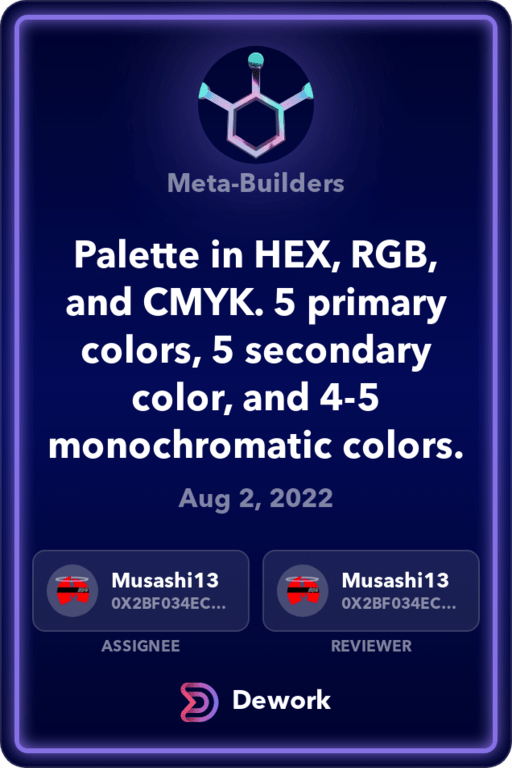 Meta-Builders
Palette in HEX, RGB,
and CMYK. 5 primary
colors, 5 secondary
color, and 4-5
monochromatic colors.
Aug 2, 2022
Musashi13
0X2BF034EC...
ASSIGNEE
Musashi13
0X2BF034EC...
REVIEWER
Dework